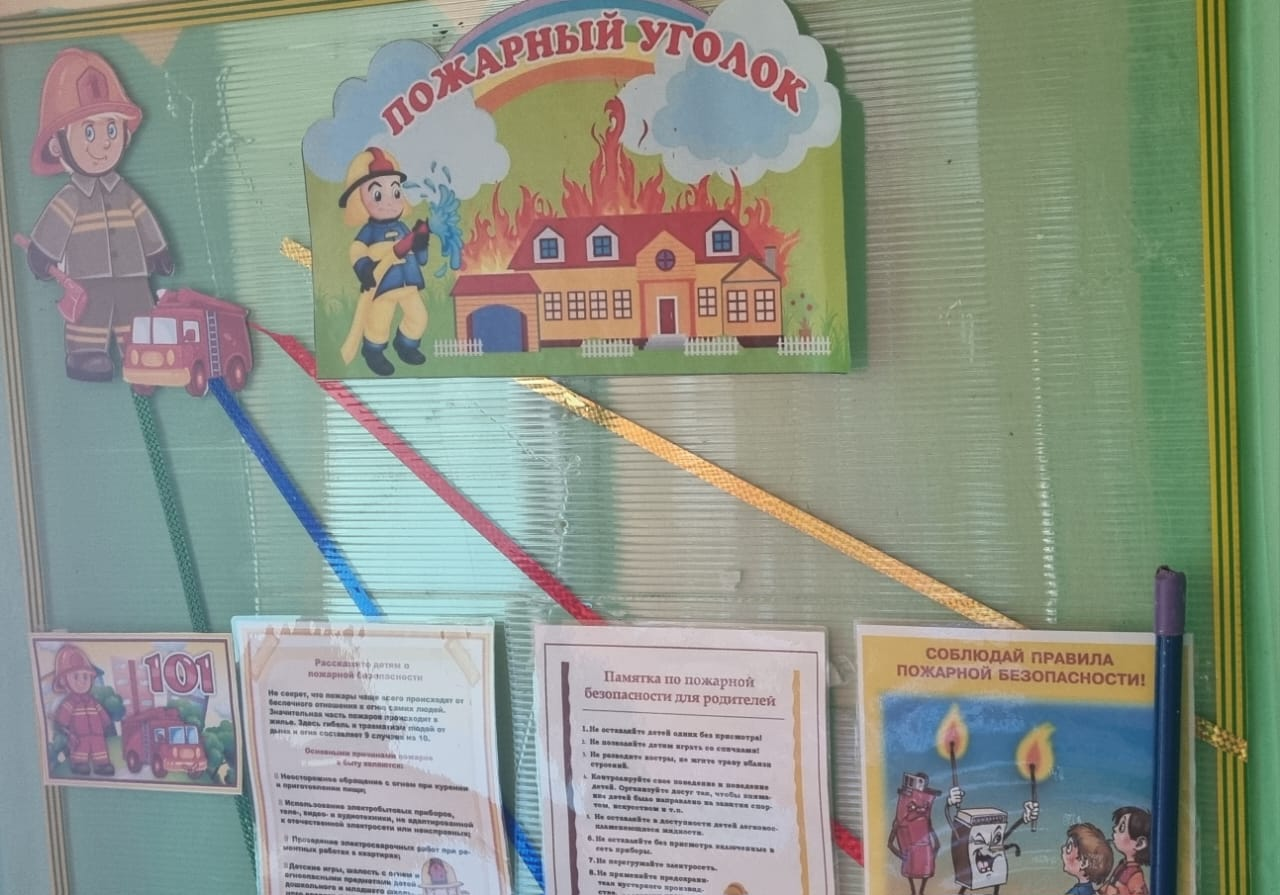 ПОЖАРНЫЙ УГОЛОК
101
Расскажите детям о
пожарной безопасности
Не секрет, что пожары чаще всего происходят от
беспечного отношения к огню самих людей.
Значительная часть пожаров происходит в
жилье. Здесь гибель и травматизм людей от
дыма и огня составляет 9 случаев из 10.
Основными причинами пожаров
в быту являются:
Неосторожное обращение с огнем при курении
и приготовлении пищи;
Использование электробытовых приборов,
теле-, видео- и аудиотехники, не адаптированной
к отечественной электросети или неисправных;
Проведение электросварочных работ при ре-
монтных работах в квартирах;
Детские игры, шалость с огнем и
огнеопасными предметами детей
дошкольного и младшего
Памятка по пожарной
безопасности для родителей
1. Не оставляйте детей одних без присмотра!
2. Не позволяйте детям играть со спичками!
3. Не разводите костры, не жгите траву вблизи
строений.
4. Контролируйте свое поведение и поведение
детей. Организуйте досуг так, чтобы внима-
ние детей было направлено на занятия спор-
том, искусством и т.п.
5. Не оставляйте в доступности детей легковос-
пламеняющиеся жидкости.
6. Не оставляйте без присмотра включенные в
сеть приборы.
7. Не перегружайте электросеть.
8. Не применяйте предохрани-
тели кустарного производ-
ства.
СОБЛЮДАЙ ПРАВИЛА
ПОЖАРНОЙ БЕЗОПАСНОСТИ!